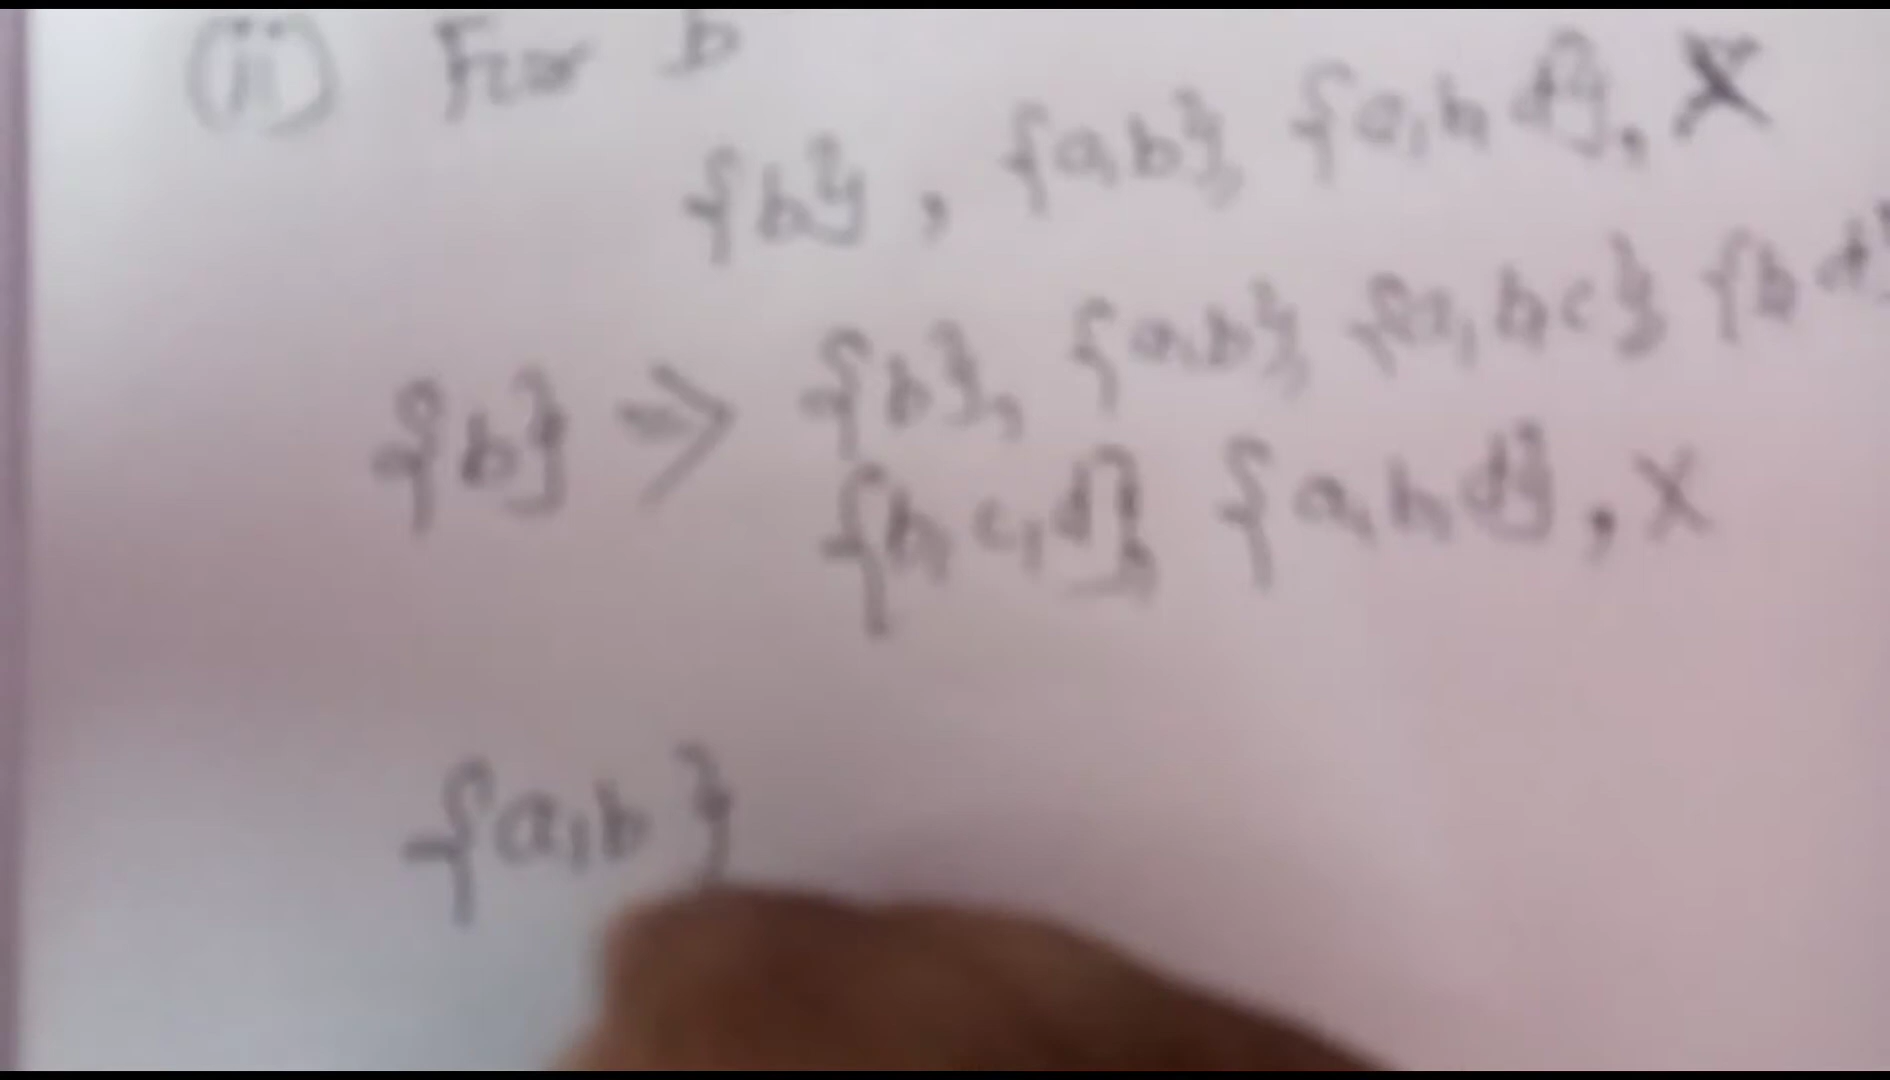 (ii) For b
{b}, {a,b}, {a,b,d}, X
{b} ⇒ {b}, {a,b}, {a,b,c} {b,d}
{b,c,d}, {a,b,d}, X
{a,b}